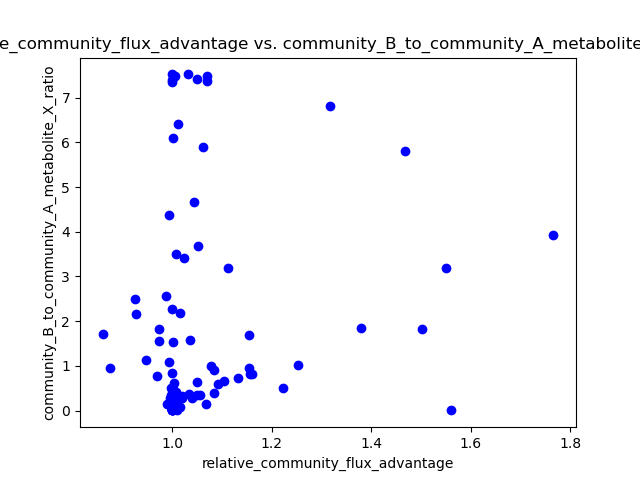 e_community_flux_advantage vs. community_B_to_community_A_metabolite
community_B_to_community_A_metabolite_X_ratio
7
6
5
4
3
2
1
0
1.0 1.2 1.4 1.6 1.8
relative_community_flux_advantage